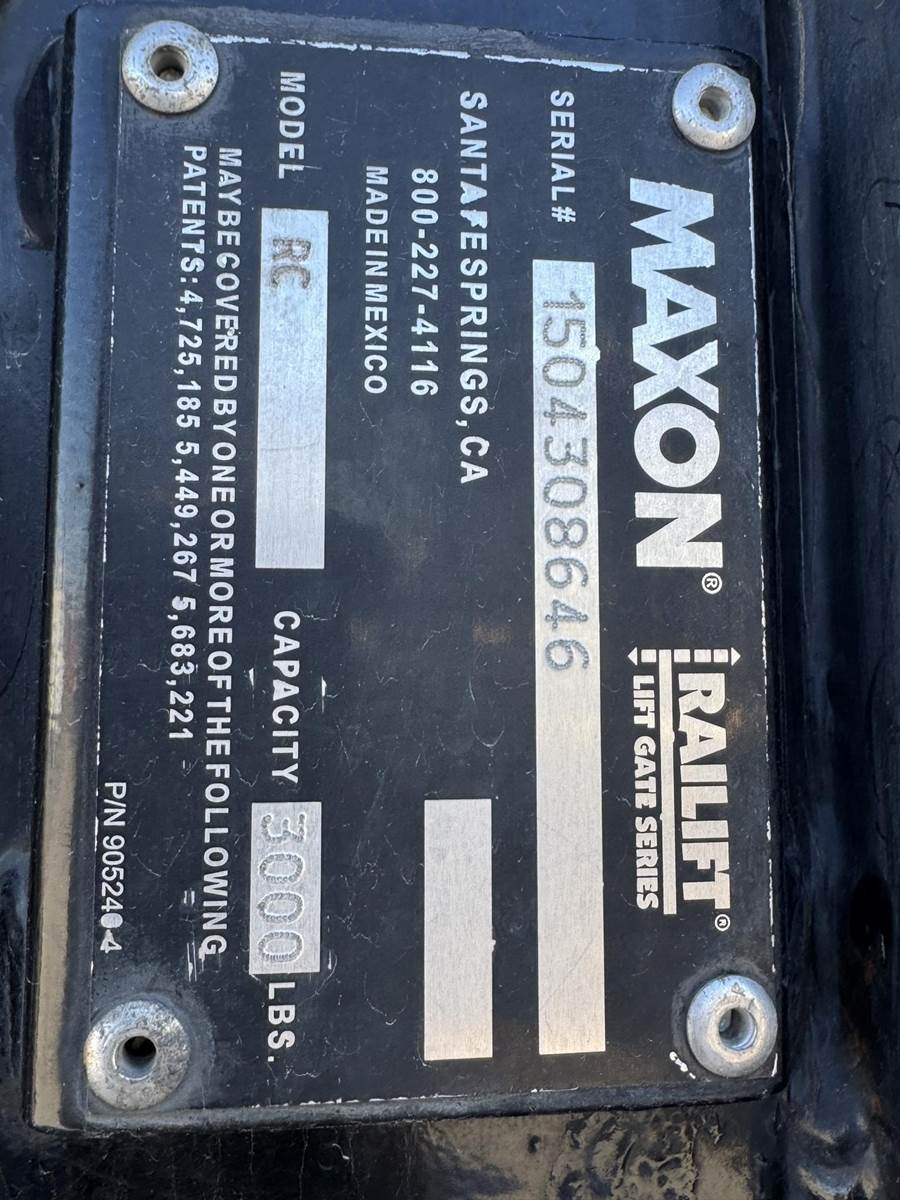 MAXON® RAILIFT®
LIFT GATE SERIES
SERIAL# 1504308646
SANTA FE SPRINGS, CA
800-227-4116
MADE IN MEXICO
MODEL RC CAPACITY 3000 LBS.
MAY BE COVERED BY ONE OR MORE OF THE FOLLOWING
PATENTS: 4,725,185 5,449,267 5,683,221
P/N